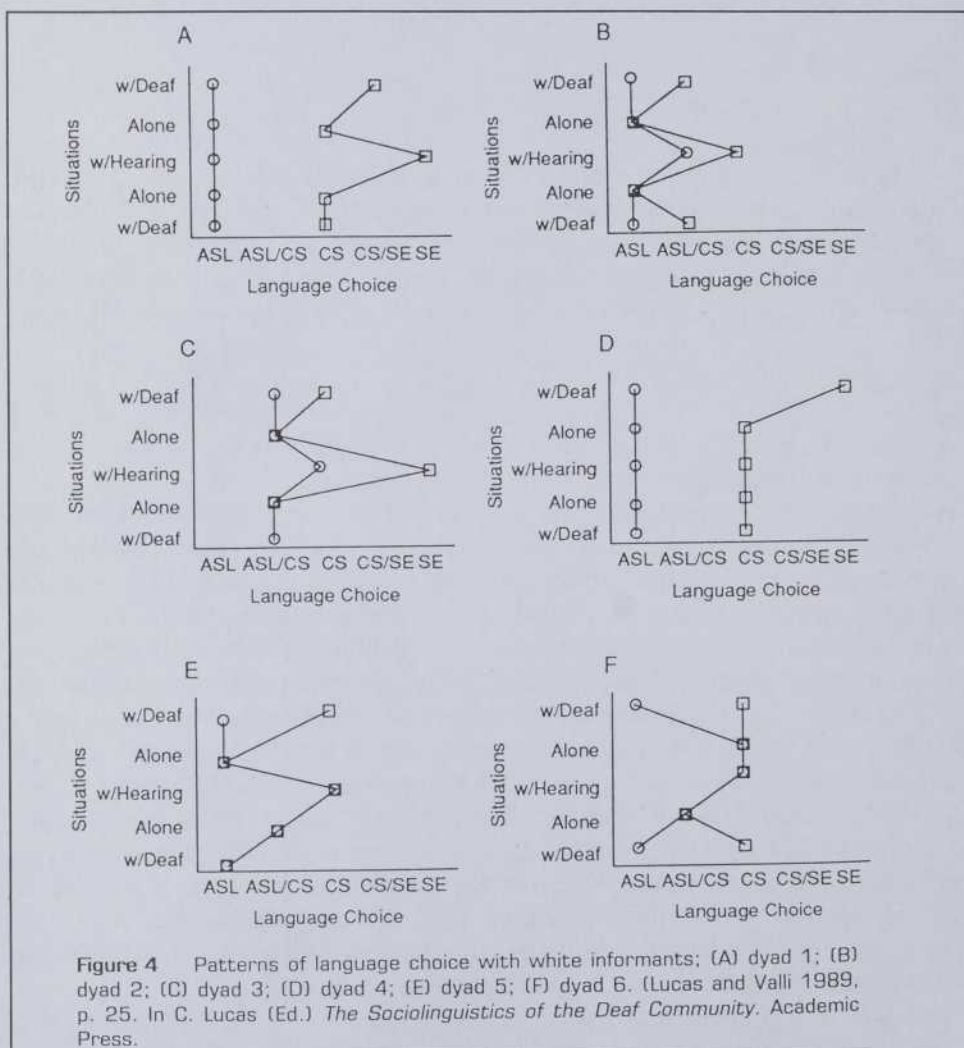 A
Situations
w/Deaf
Alone
w/Hearing
Alone
w/Deaf
ASL ASL/CS CS CS/SE SE
Language Choice
B
Situations
w/Deaf
Alone
w/Hearing
Alone
w/Deaf
ASL ASL/CS CS CS/SE SE
Language Choice
C
Situations
w/Deaf
Alone
w/Hearing
Alone
w/Deaf
ASL ASL/CS CS CS/SE SE
Language Choice
D
Situations
w/Deaf
Alone
w/Hearing
Alone
w/Deaf
ASL ASL/CS CS CS/SE SE
Language Choice
E
Situations
w/Deaf
Alone
w/Hearing
Alone
w/Deaf
ASL ASL/CS CS CS/SE SE
Language Choice
F
Situations
w/Deaf
Alone
w/Hearing
Alone
w/Deaf
ASL ASL/CS CS CS/SE SE
Language Choice
Figure 4 Patterns of language choice with white informants; (A) dyad 1; (B)
dyad 2; (C) dyad 3; (D) dyad 4; (E) dyad 5; (F) dyad 6. (Lucas and Valli 1989,
p. 25. In C. Lucas (Ed.) The Sociolinguistics of the Deaf Community. Academic
Press.